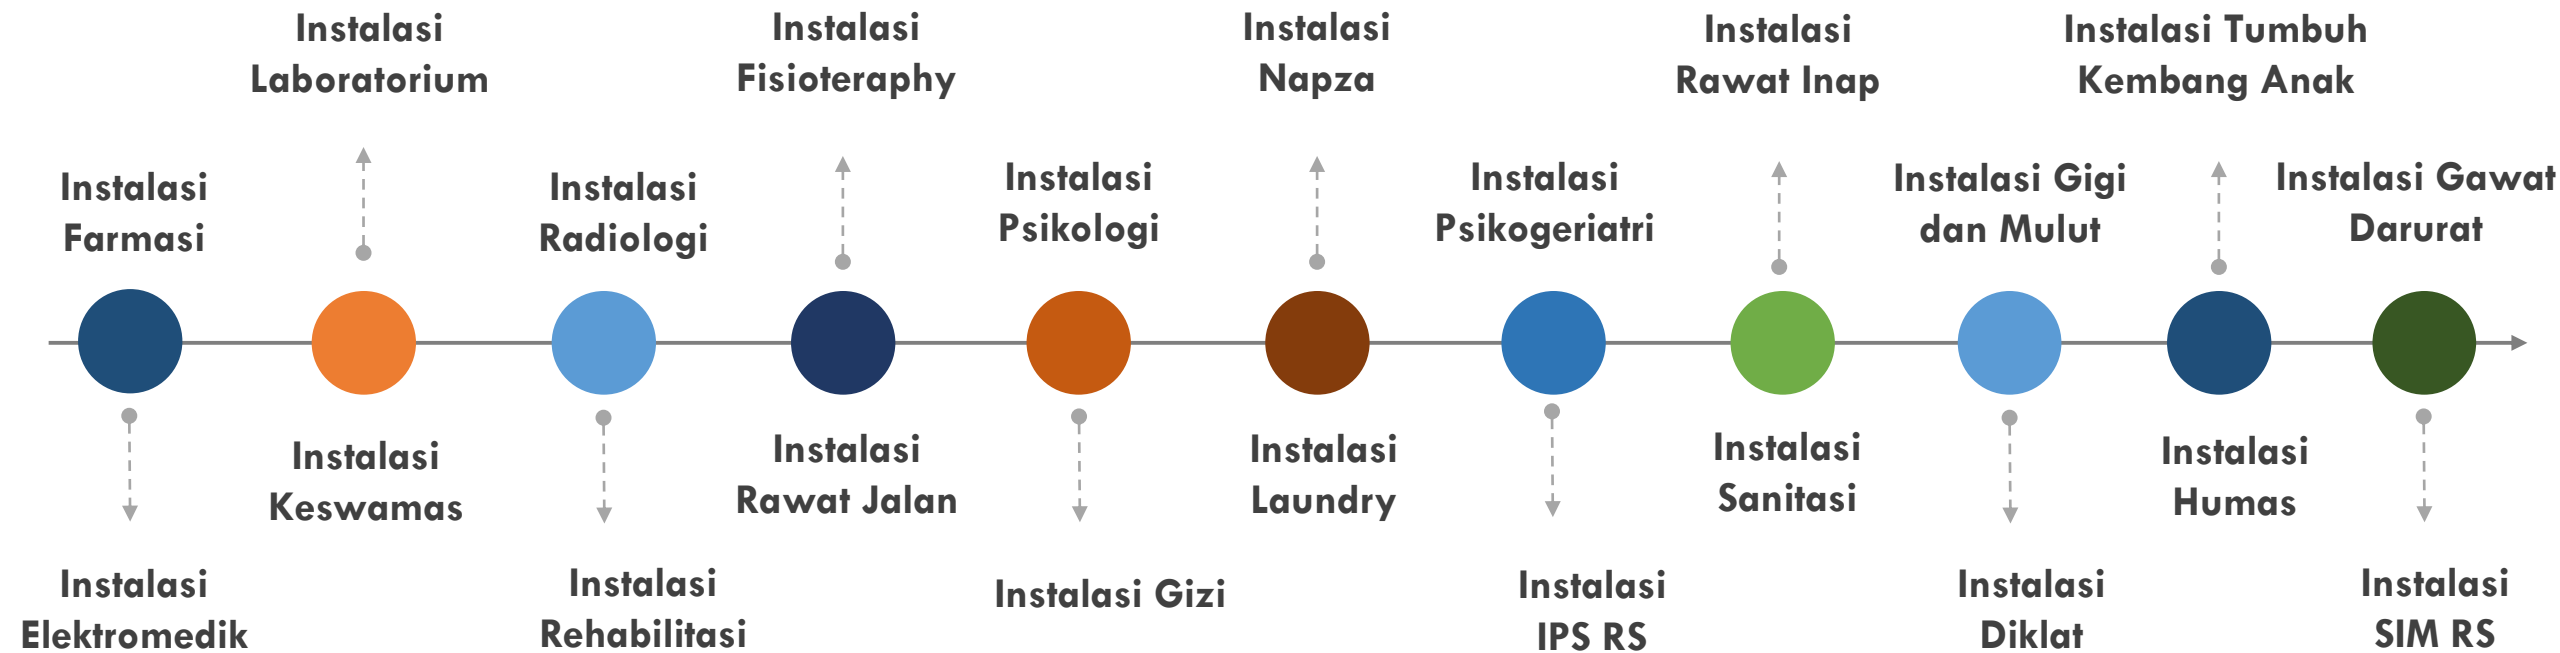 Instalasi
Laboratorium
Instalasi
Fisioteraphy
Instalasi
Napza
Instalasi
Rawat Inap
Instalasi Tumbuh
Kembang Anak
Instalasi
Farmasi
Instalasi
Radiologi
Instalasi
Psikologi
Instalasi
Psikogeriatri
Instalasi Gigi
dan Mulut
Instalasi Gawat
Darurat
Instalasi
Keswamas
Instalasi
Rawat Jalan
Instalasi
Laundry
Instalasi
Sanitasi
Instalasi
Humas
Instalasi
Elektromedik
Instalasi
Rehabilitasi
Instalasi Gizi
Instalasi
IPS RS
Instalasi
Diklat
Instalasi
SIM RS